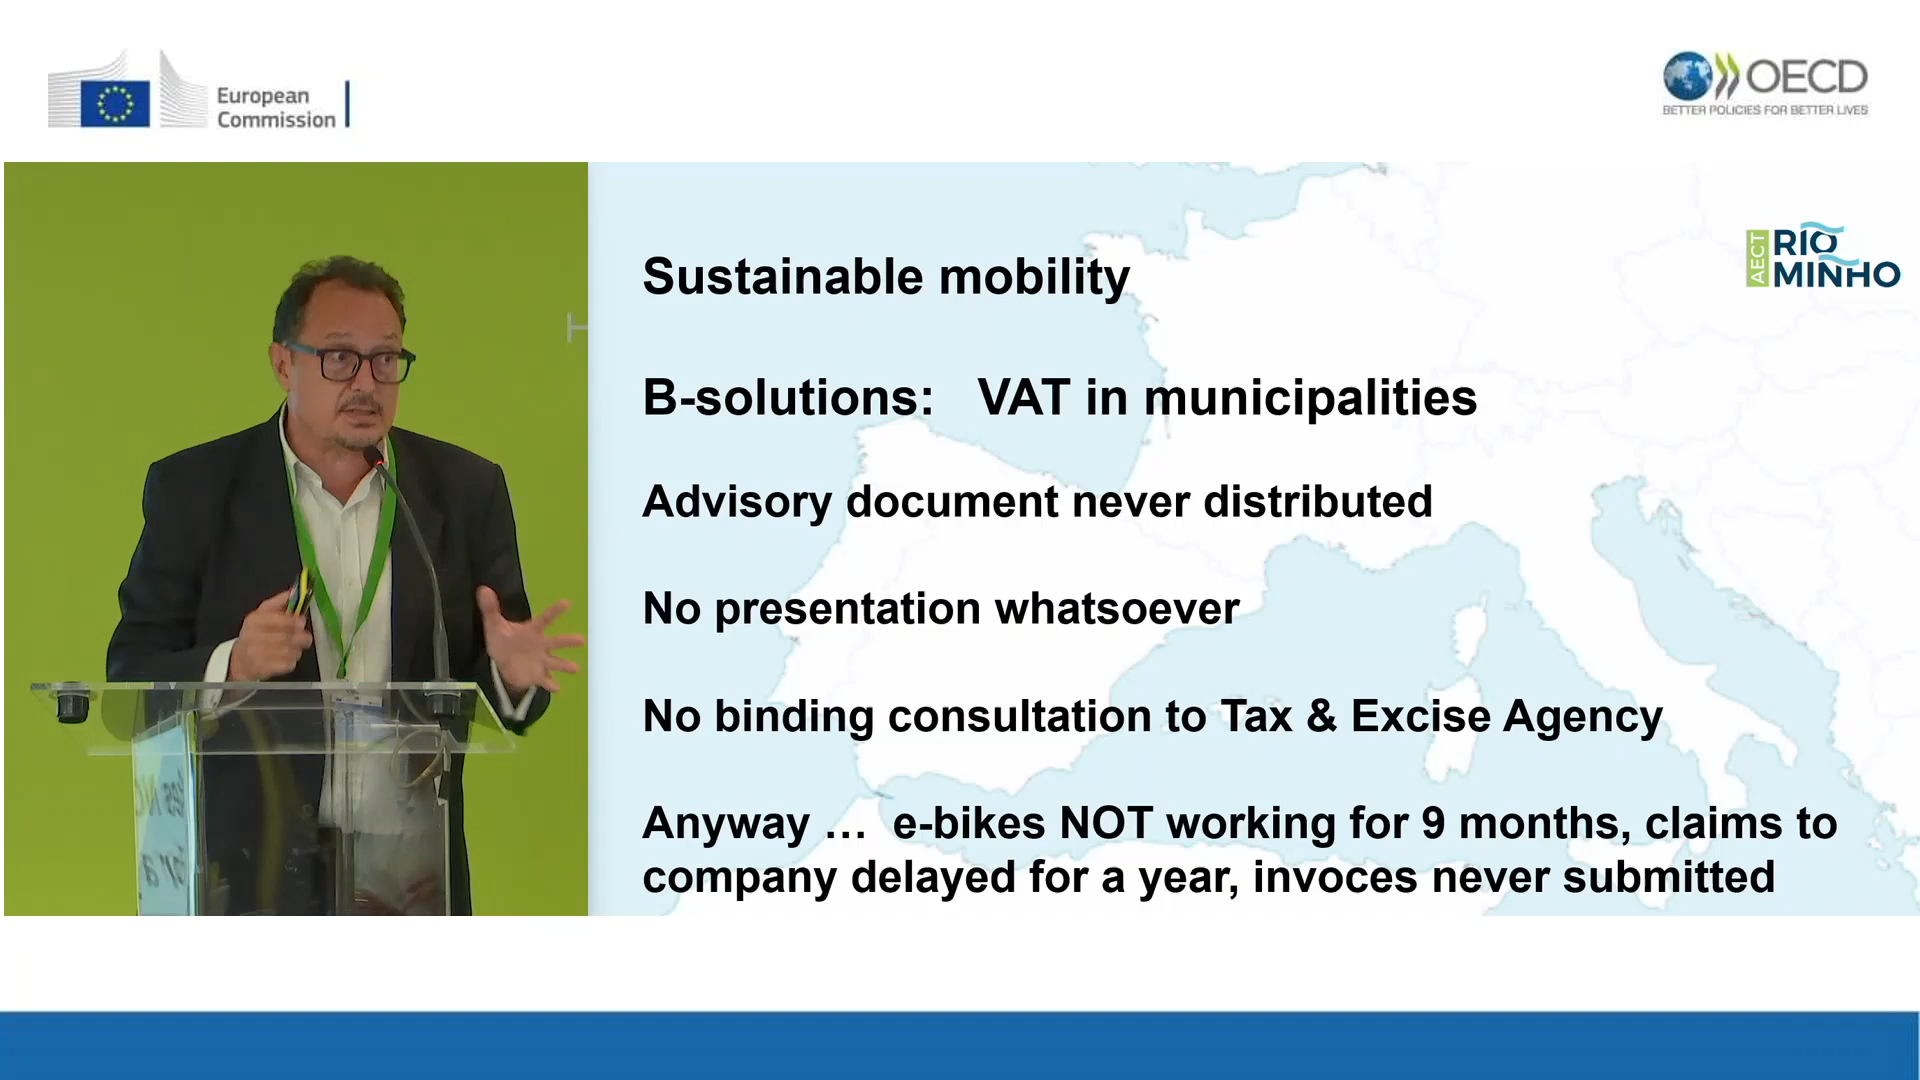 European
Commission
OECD
BETTER POLICIES FOR BETTER LIVES
AECT
RIO
MINHO
Sustainable mobility
B-solutions: VAT in municipalities
Advisory document never distributed
No presentation whatsoever
No binding consultation to Tax & Excise Agency
Anyway … e-bikes NOT working for 9 months, claims to
company delayed for a year, invoces never submitted